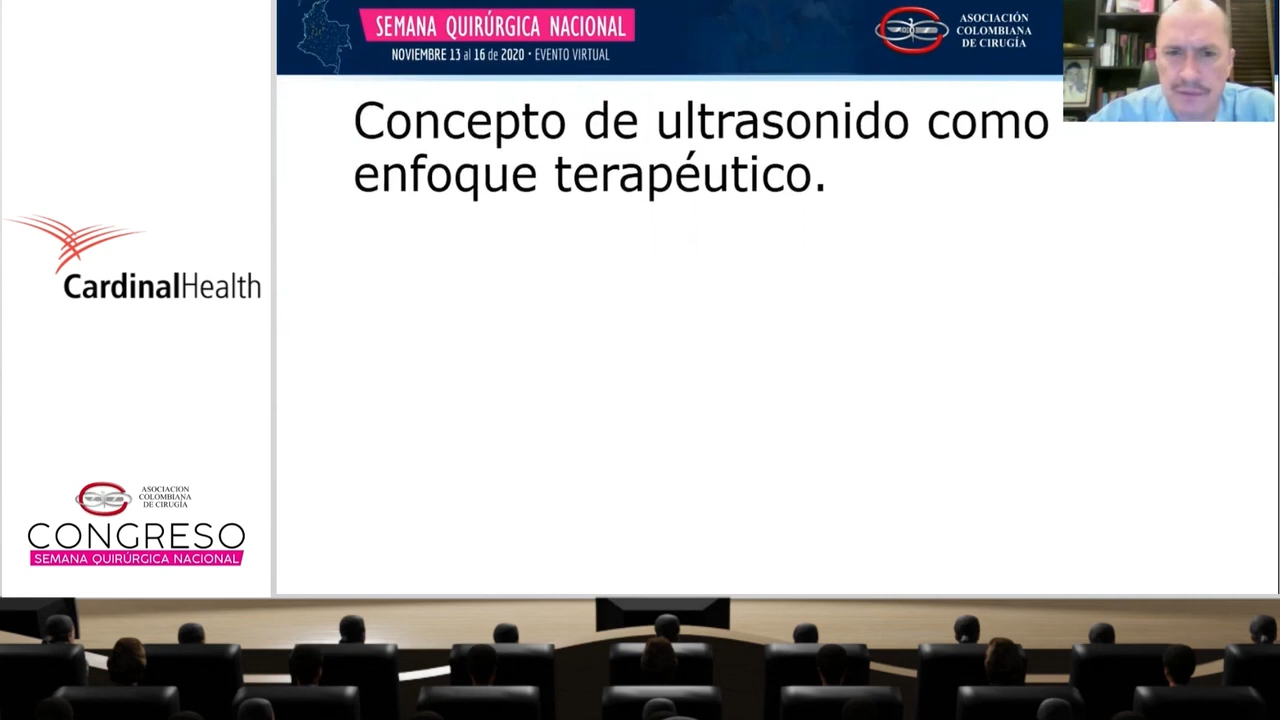 SEMANA QUIRÚRGICA NACIONAL
NOVIEMBRE 13 al 16 de 2020 • EVENTO VIRTUAL
ASOCIACIÓN
COLOMBIANA
DE CIRUGÍA
Concepto de ultrasonido como
enfoque terapéutico.
CardinalHealth
ASOCIACION
COLOMBIANA
DE CIRUGÍA
CONGRESO
SEMANA QUIRÚRGICA NACIONAL